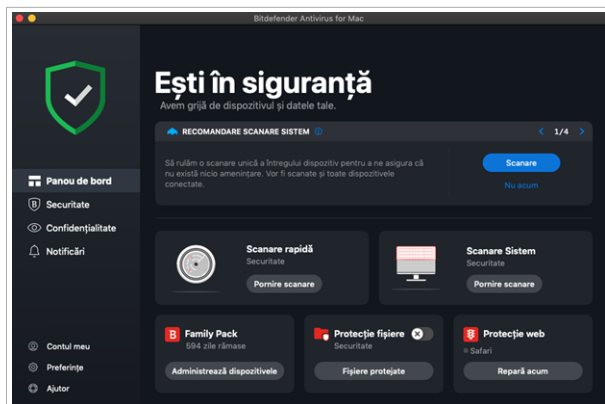 Bitdefender Antivirus for Mac
Ești în siguranță
Avem grijă de dispozitivul și datele tale.
RECOMANDARE SCANARE SISTEM
1/4
Să rulăm o scanare unică a întregului dispozitiv pentru a ne asigura că
nu există nicio amenințare. Vor fi scanate și toate dispozitivele
conectate.
Scanare
Nu acum
Panou de bord
Securitate
Confidențialitate
Notificări
Contul meu
Preferințe
Ajutor
Scanare rapidă
Securitate
Pornire scanare
Scanare Sistem
Securitate
Pornire scanare
B
Family Pack
594 zile rămase
Administrează dispozitivele
Protecție fișiere
Securitate
Fișiere protejate
Protecție web
Safari
Repară acum